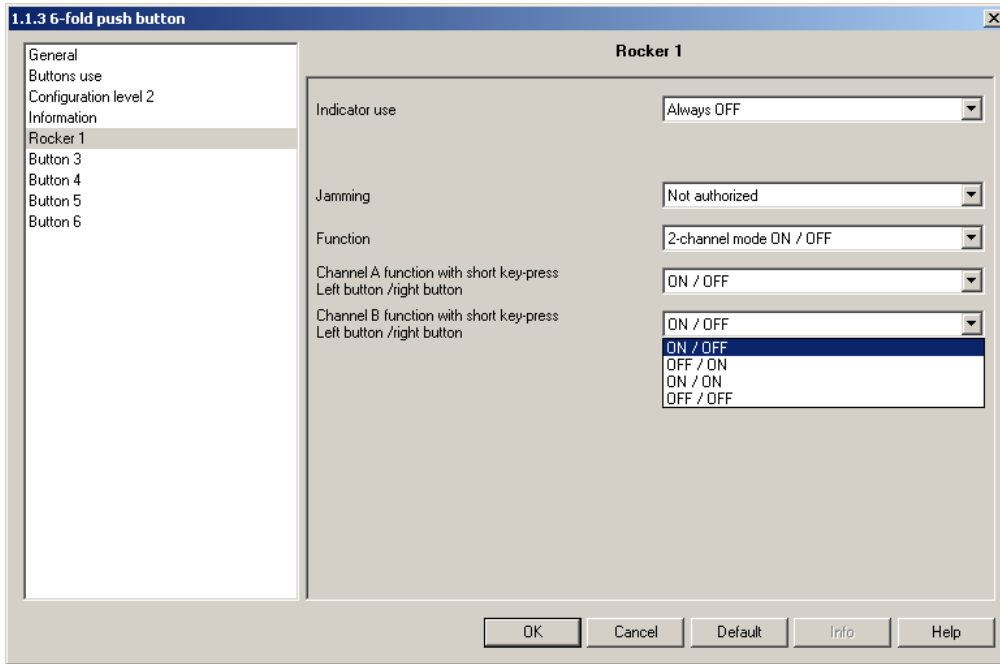 1.1.3 6-fold push button
General
Buttons use
Configuration level 2
Information
Rocker 1
Button 3
Button 4
Button 5
Button 6
Rocker 1
Indicator use
Always OFF
Jamming
Not authorized
Function
2-channel mode ON / OFF
Channel A function with short key-press
Left button /right button
ON / OFF
Channel B function with short key-press
Left button /right button
ON / OFF
ON / OFF
OFF / ON
ON / ON
OFF / OFF
OK
Cancel
Default
Info
Help